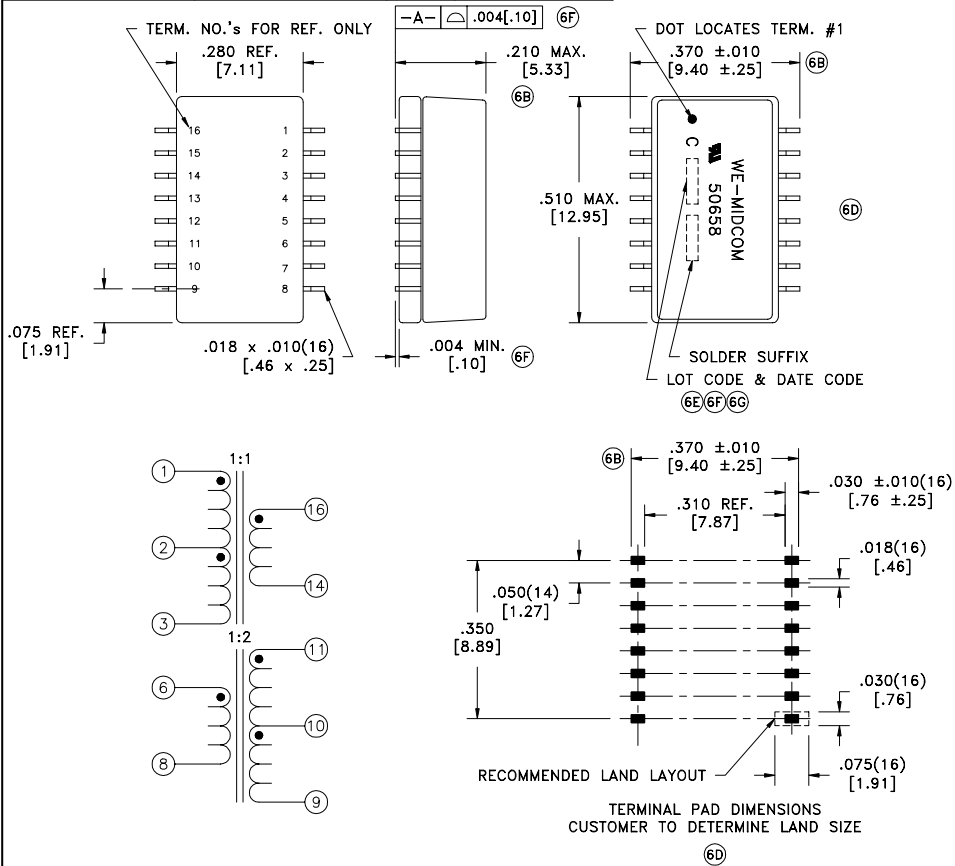 TERM. NO.'s FOR REF. ONLY
.280 REF.
[7.11]
16 1
15 2
14 3
13 4
12 5
11 6
10 7
9 8
.075 REF.
[1.91]
.018 x .010(16)
[.46 x .25]
-A- ⌓ .004[.10] 6F
.210 MAX.
[5.33]
6B
.004 MIN.
[.10]
6F
DOT LOCATES TERM. #1
.370 ±.010
[9.40 ±.25]
6B
.510 MAX.
[12.95]
C
WE-MIDCOM
50658
6D
SOLDER SUFFIX
LOT CODE & DATE CODE
6E 6F 6G
1:1
1
2
3
16
14
1:2
6
8
11
10
9
6B
.370 ±.010
[9.40 ±.25]
.310 REF.
[7.87]
.030 ±.010(16)
[.76 ±.25]
.018(16)
[.46]
.050(14)
[1.27]
.350
[8.89]
.030(16)
[.76]
.075(16)
[1.91]
RECOMMENDED LAND LAYOUT
TERMINAL PAD DIMENSIONS
CUSTOMER TO DETERMINE LAND SIZE
6D